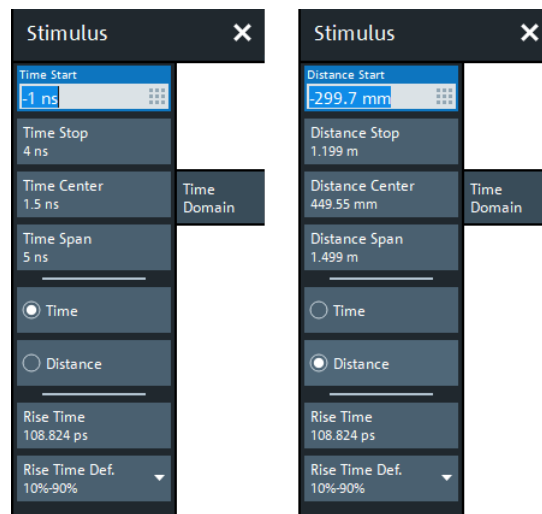 Stimulus
Time Start
-1 ns
Time Stop
4 ns
Time Center
1.5 ns
Time Span
5 ns
Time
Distance
Rise Time
108.824 ps
Rise Time Def.
10%-90%
Time
Domain
Stimulus
Distance Start
-299.7 mm
Distance Stop
1.199 m
Distance Center
449.55 mm
Distance Span
1.499 m
Time
Distance
Rise Time
108.824 ps
Rise Time Def.
10%-90%
Time
Domain